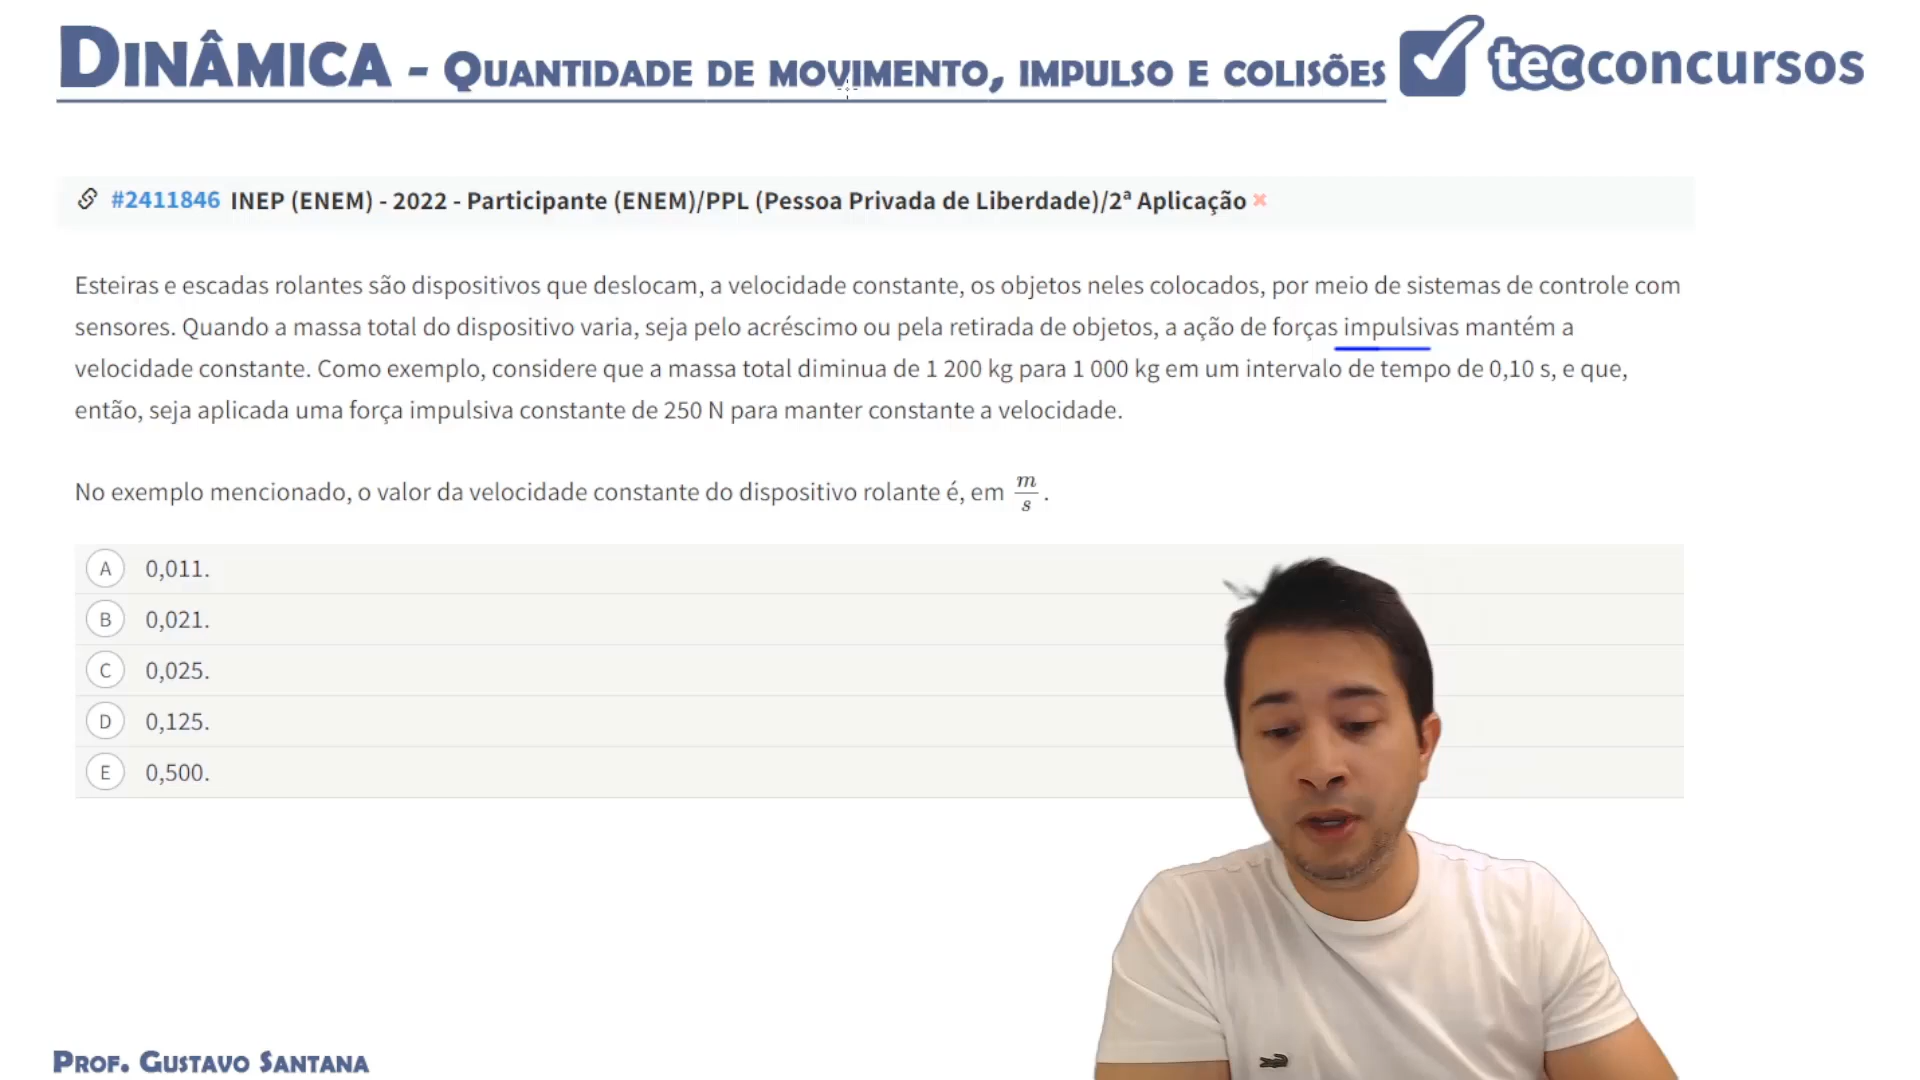 DINÂMICA - QUANTIDADE DE MOVIMENTO, IMPULSO E COLISÕES
tecconcursos
#2411846 INEP (ENEM) - 2022 - Participante (ENEM)/PPL (Pessoa Privada de Liberdade)/2ª Aplicação
Esteiras e escadas rolantes são dispositivos que deslocam, a velocidade constante, os objetos neles colocados, por meio de sistemas de controle com
sensores. Quando a massa total do dispositivo varia, seja pelo acréscimo ou pela retirada de objetos, a ação de forças impulsivas mantém a
velocidade constante. Como exemplo, considere que a massa total diminua de 1 200 kg para 1 000 kg em um intervalo de tempo de 0,10 s, e que,
então, seja aplicada uma força impulsiva constante de 250 N para manter constante a velocidade.
No exemplo mencionado, o valor da velocidade constante do dispositivo rolante é, em m/s.
A 0,011.
B 0,021.
C 0,025.
D 0,125.
E 0,500.
PROF. GUSTAVO SANTANA